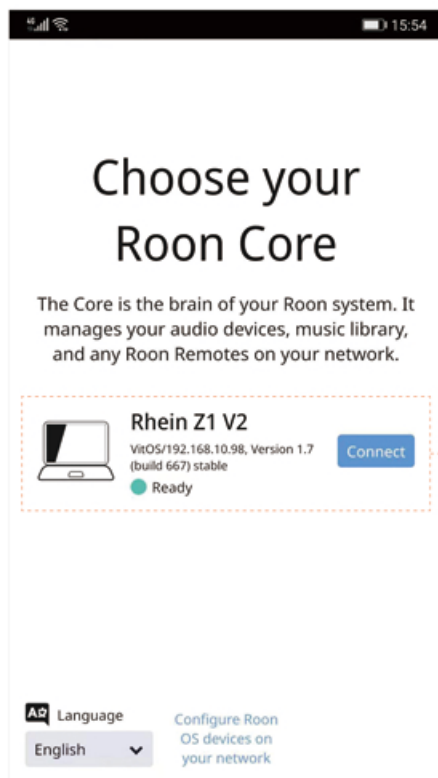 4G
15:54
Choose your
Roon Core
The Core is the brain of your Roon system. It
manages your audio devices, music library,
and any Roon Remotes on your network.
Rhein Z1 V2
VitOS/192.168.10.98, Version 1.7
(build 667) stable
Connect
Ready
Language
English
Configure Roon
OS devices on
your network